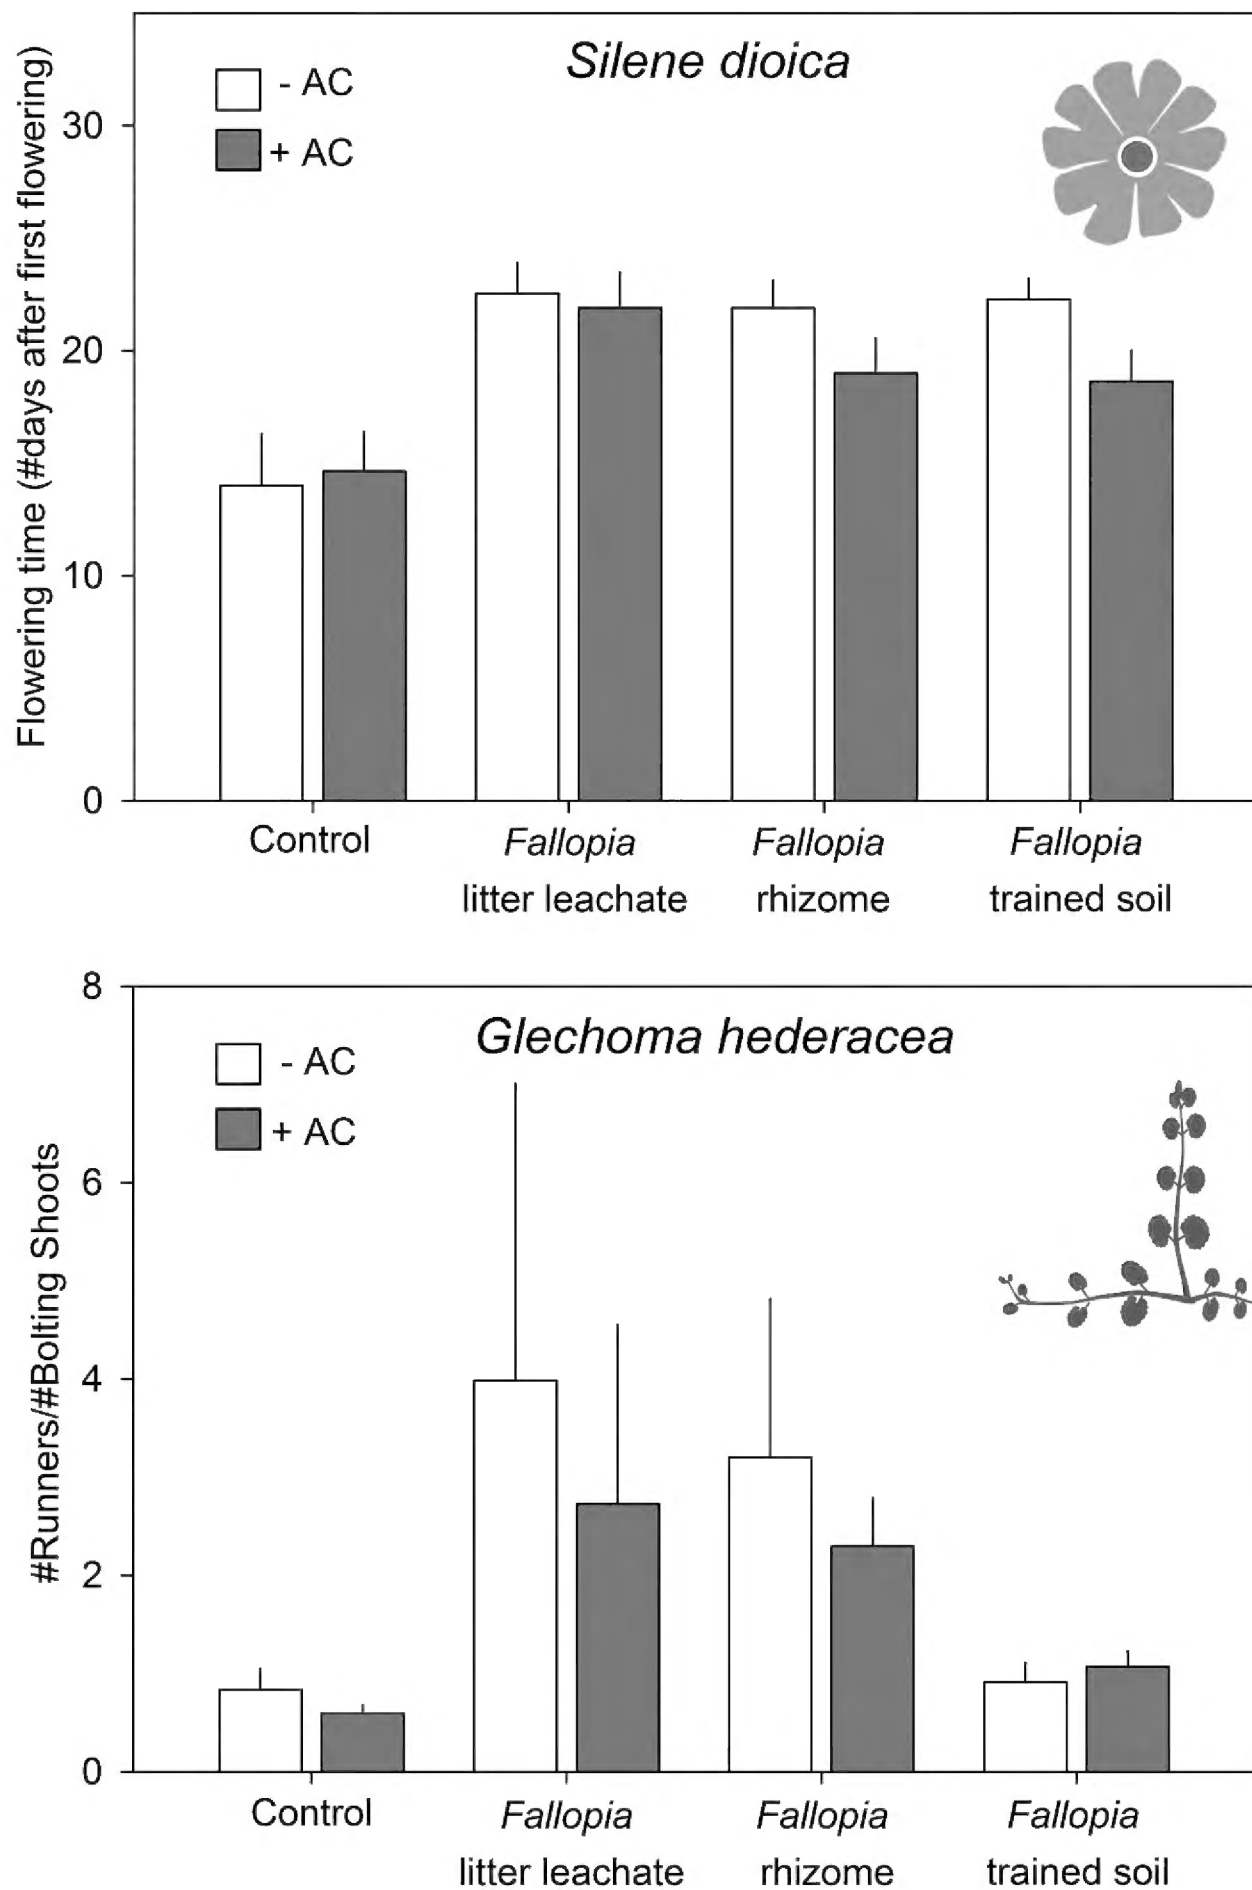 Silene dioica
- AC
+ AC
Flowering time (#days after first flowering)
30
20
10
0
Control
Fallopia
litter leachate
Fallopia
rhizome
Fallopia
trained soil
Glechoma hederacea
- AC
+ AC
#Runners/#Bolting Shoots
8
6
4
2
0
Control
Fallopia
litter leachate
Fallopia
rhizome
Fallopia
trained soil